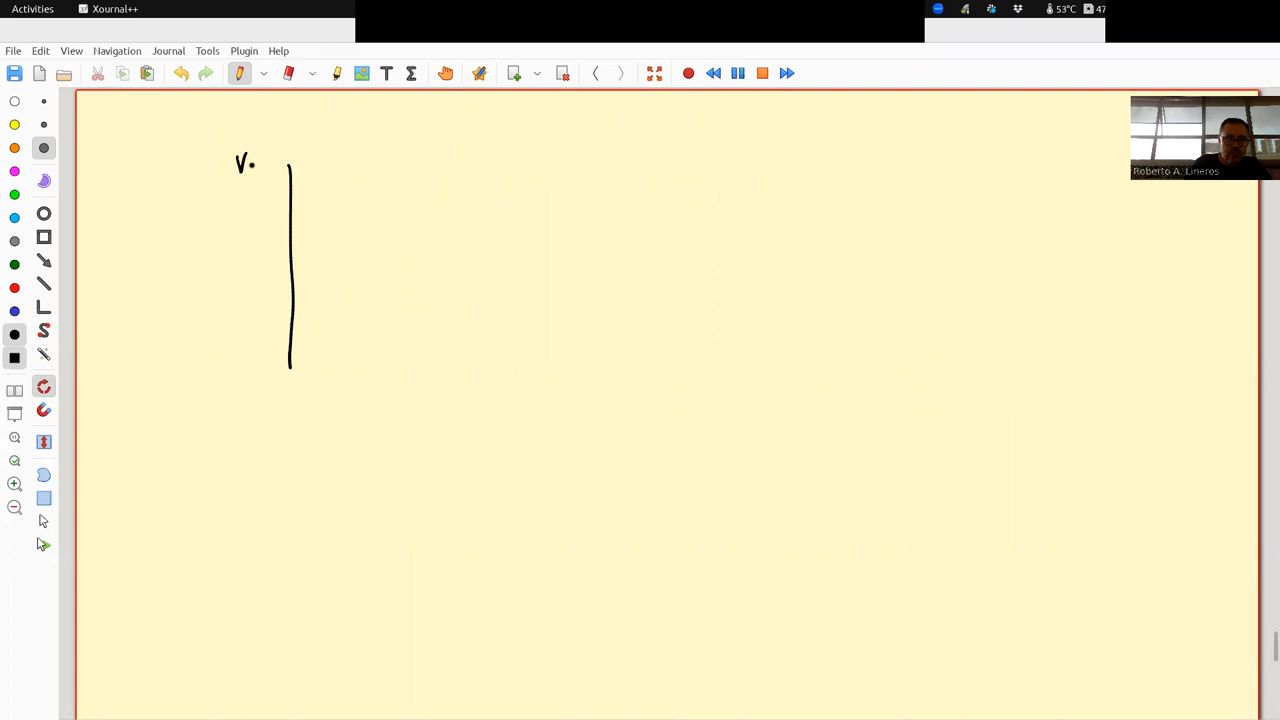 Activities Xournal++ 53°C 47
File Edit View Navigation Journal Tools Plugin Help
V
Roberto A. Lineros